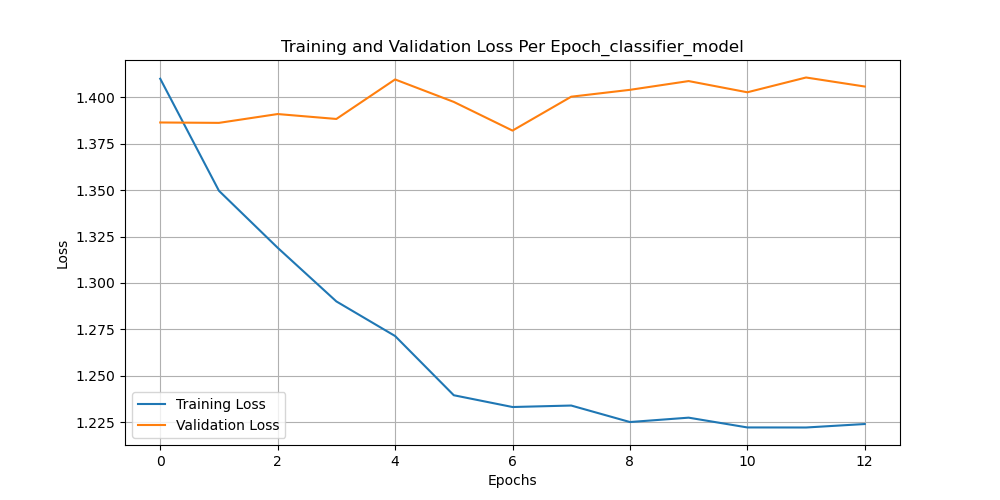 Training and Validation Loss Per Epoch_classifier_model
Loss
1.400
1.375
1.350
1.325
1.300
1.275
1.250
1.225
Training Loss
Validation Loss
0 2 4 6 8 10 12
Epochs